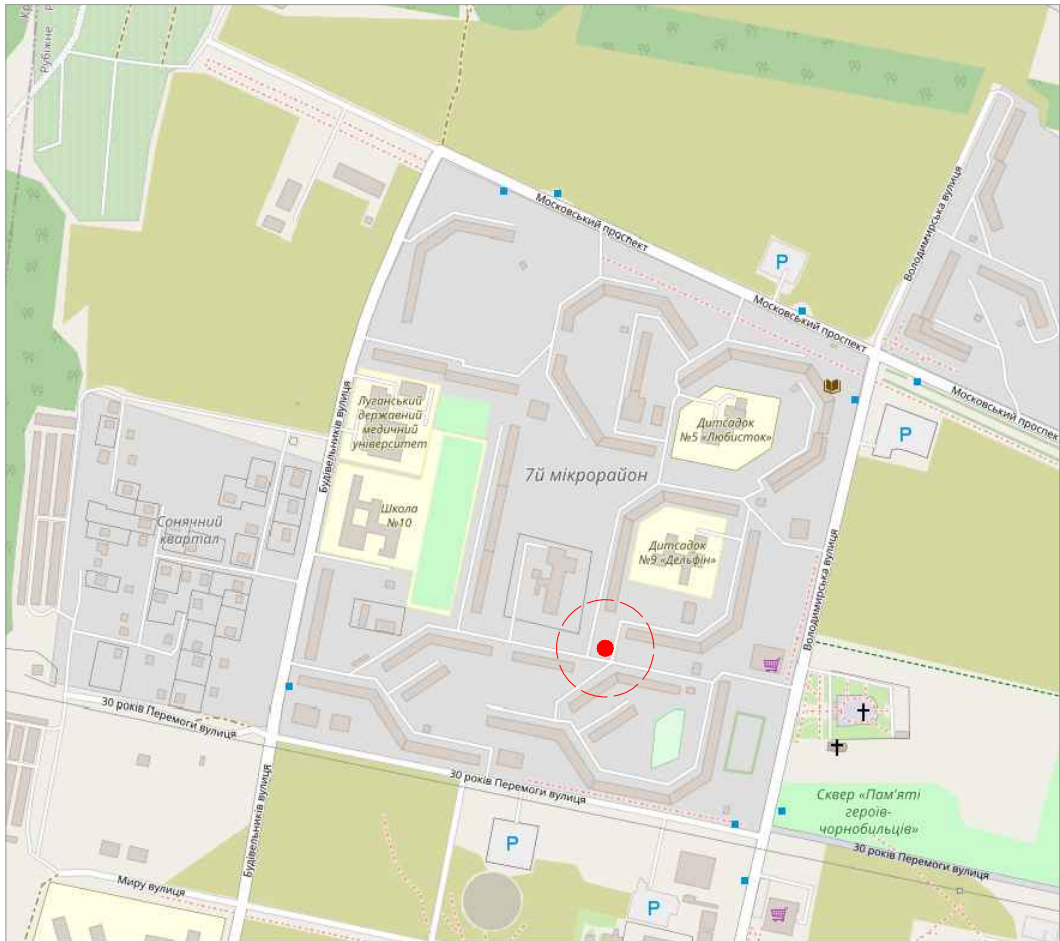 Рубіжне
Московський проспект
Володимирська вулиця
P
Московський проспект
Московський проспек
P
Луганський
державний
медичний
університет
Дитсадок
№5 «Любисток»
Будівельників вулиця
7й мікрорайон
Школа
№10
Сонячний
квартал
Дитсадок
№9 «Дельфін»
Володимирська вулиця
30 років Перемоги вулиця
30 років Перемоги вулиця
Сквер «Пам'яті
героїв-
чорнобильців»
Будівельників вулиця
P
30 років Перемоги вулиця
Миру вулиця
P